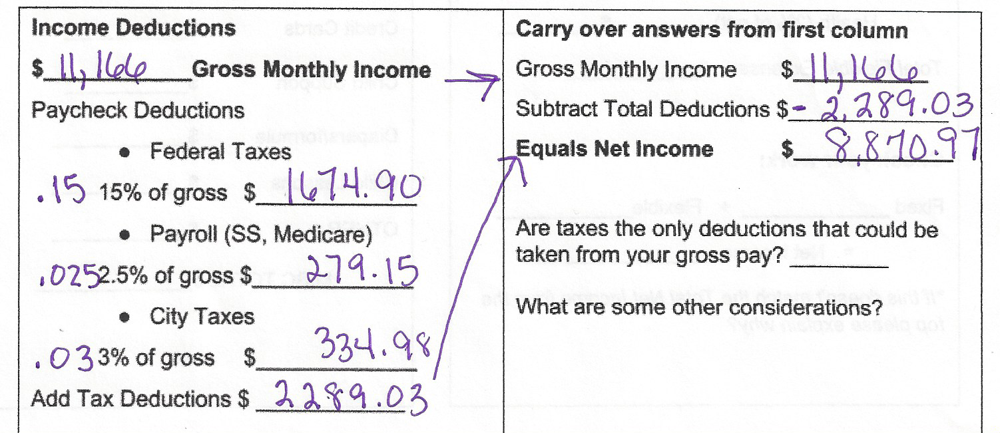 Income Deductions
$ 11,166 Gross Monthly Income
Paycheck Deductions
• Federal Taxes
.15 15% of gross $ 1674.90
• Payroll (SS, Medicare)
.025 2.5% of gross $ 279.15
• City Taxes
.03 3% of gross $ 334.98
Add Tax Deductions $ 2289.03
Carry over answers from first column
Gross Monthly Income $ 11,166
Subtract Total Deductions $ - 2,289.03
Equals Net Income $ 8,870.97
Are taxes the only deductions that could be
taken from your gross pay?
What are some other considerations?